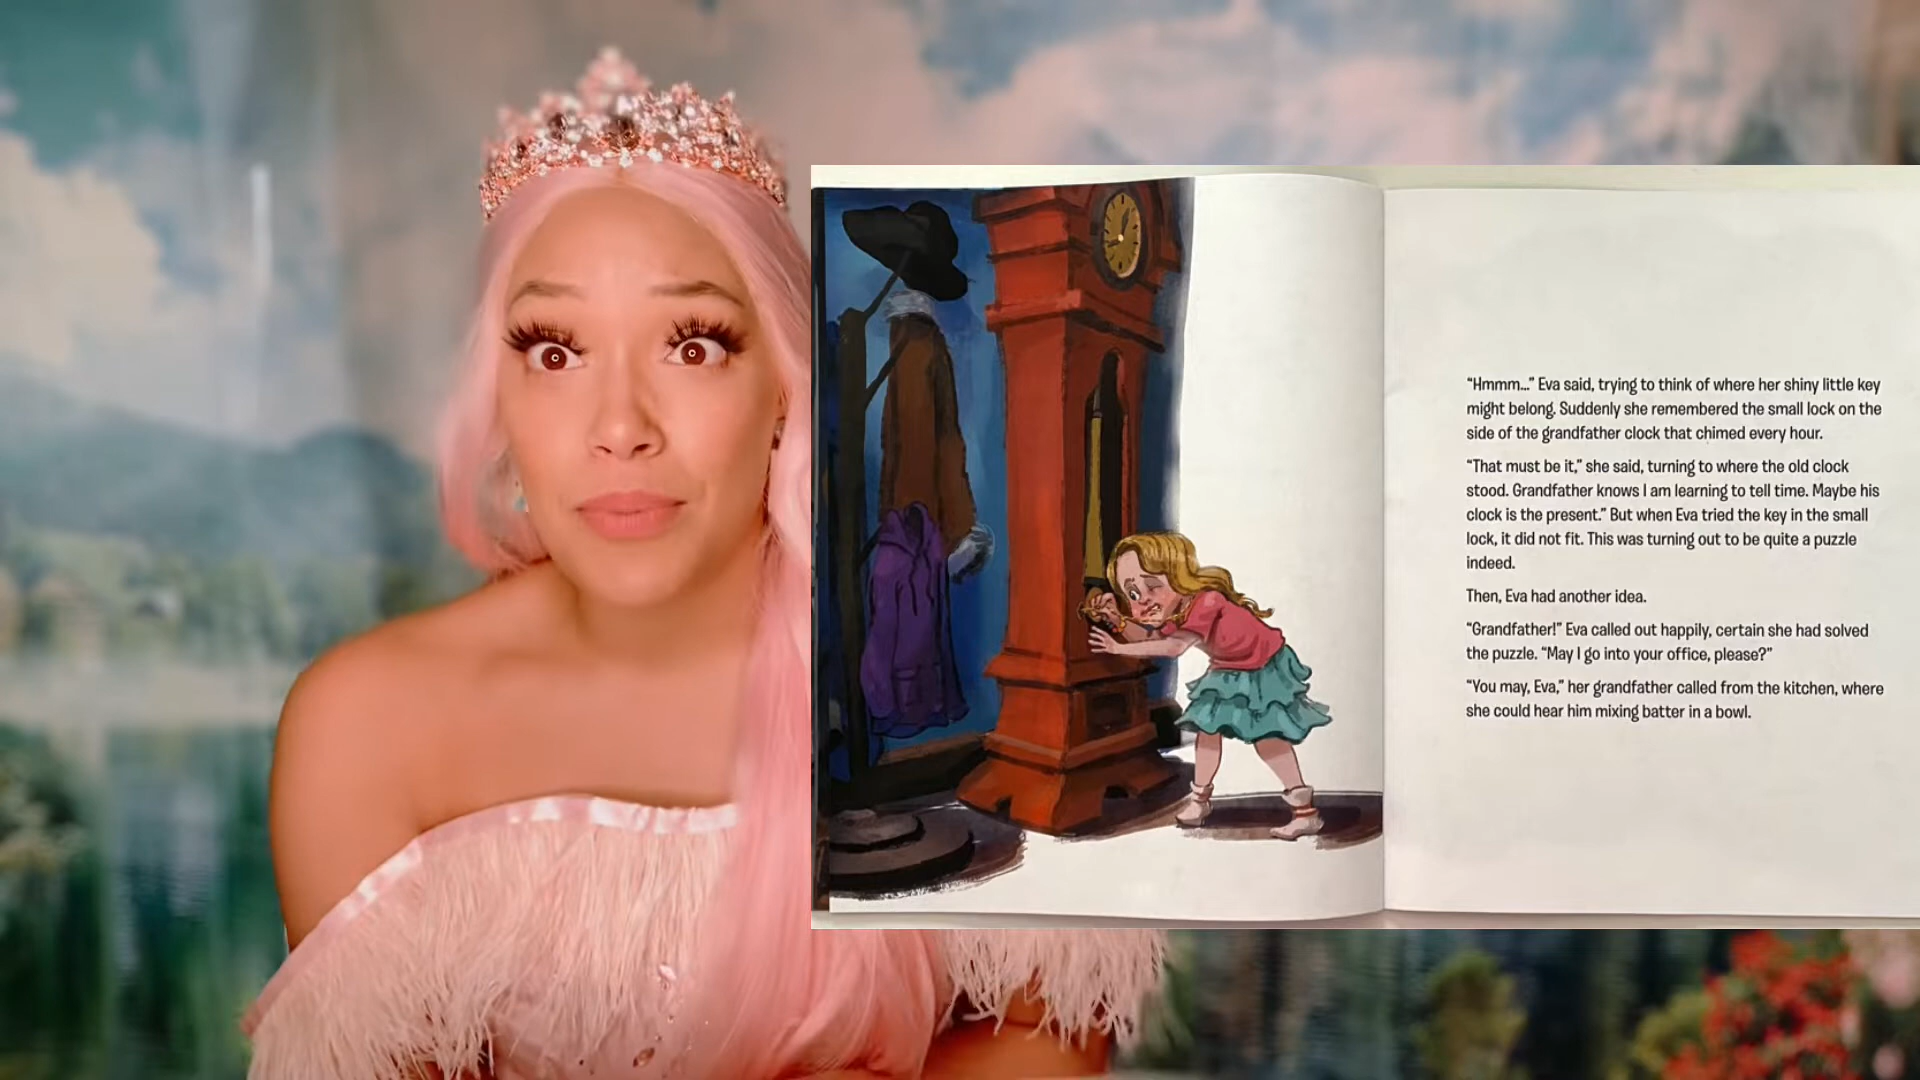 “Hmmm...” Eva said, trying to think of where her shiny little key
might belong. Suddenly she remembered the small lock on the
side of the grandfather clock that chimed every hour.
“That must be it,” she said, turning to where the old clock
stood. Grandfather knows I am learning to tell time. Maybe his
clock is the present.” But when Eva tried the key in the small
lock, it did not fit. This was turning out to be quite a puzzle
indeed.
Then, Eva had another idea.
“Grandfather!” Eva called out happily, certain she had solved
the puzzle. “May I go into your office, please?”
“You may, Eva,” her grandfather called from the kitchen, where
she could hear him mixing batter in a bowl.